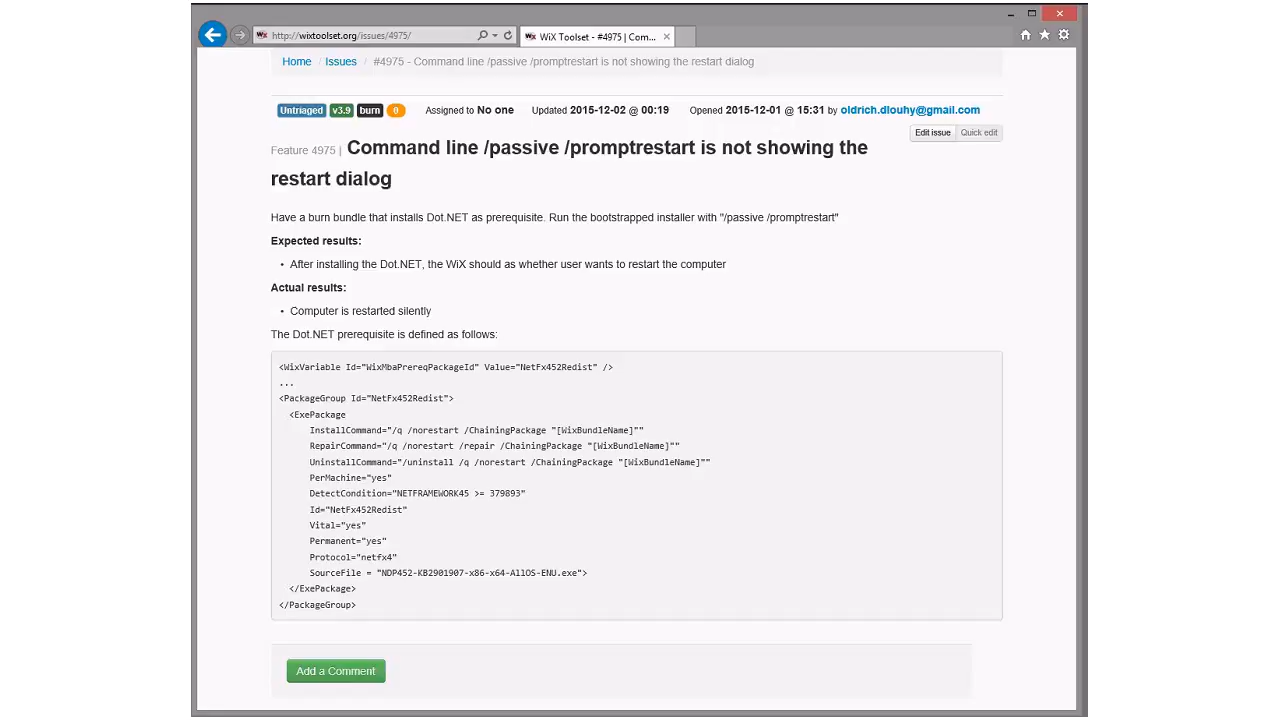 http://wixtoolset.org/issues/4975/
WiX Toolset - #4975 | Com...
Home / Issues / #4975 - Command line /passive /promptrestart is not showing the restart dialog
Untriaged v3.9 burn 0 Assigned to No one Updated 2015-12-02 @ 00:19 Opened 2015-12-01 @ 15:31 by oldrich.dlouhy@gmail.com
Edit issue Quick edit
Feature 4975 | Command line /passive /promptrestart is not showing the
restart dialog
Have a burn bundle that installs Dot.NET as prerequisite. Run the bootstrapped installer with "/passive /promptrestart"
Expected results:
• After installing the Dot.NET, the WiX should as whether user wants to restart the computer
Actual results:
• Computer is restarted silently
The Dot.NET prerequisite is defined as follows:
<WixVariable Id="WixMbaPrereqPackageId" Value="NetFx452Redist" />
...
<PackageGroup Id="NetFx452Redist">
<ExePackage
InstallCommand="/q /norestart /ChainingPackage "[WixBundleName]""
RepairCommand="/q /norestart /repair /ChainingPackage "[WixBundleName]""
UninstallCommand="/uninstall /q /norestart /ChainingPackage "[WixBundleName]""
PerMachine="yes"
DetectCondition="NETFRAMEWORK45 >= 379893"
Id="NetFx452Redist"
Vital="yes"
Permanent="yes"
Protocol="netfx4"
SourceFile = "NDP452-KB2901907-x86-x64-AllOS-ENU.exe">
</ExePackage>
</PackageGroup>
Add a Comment